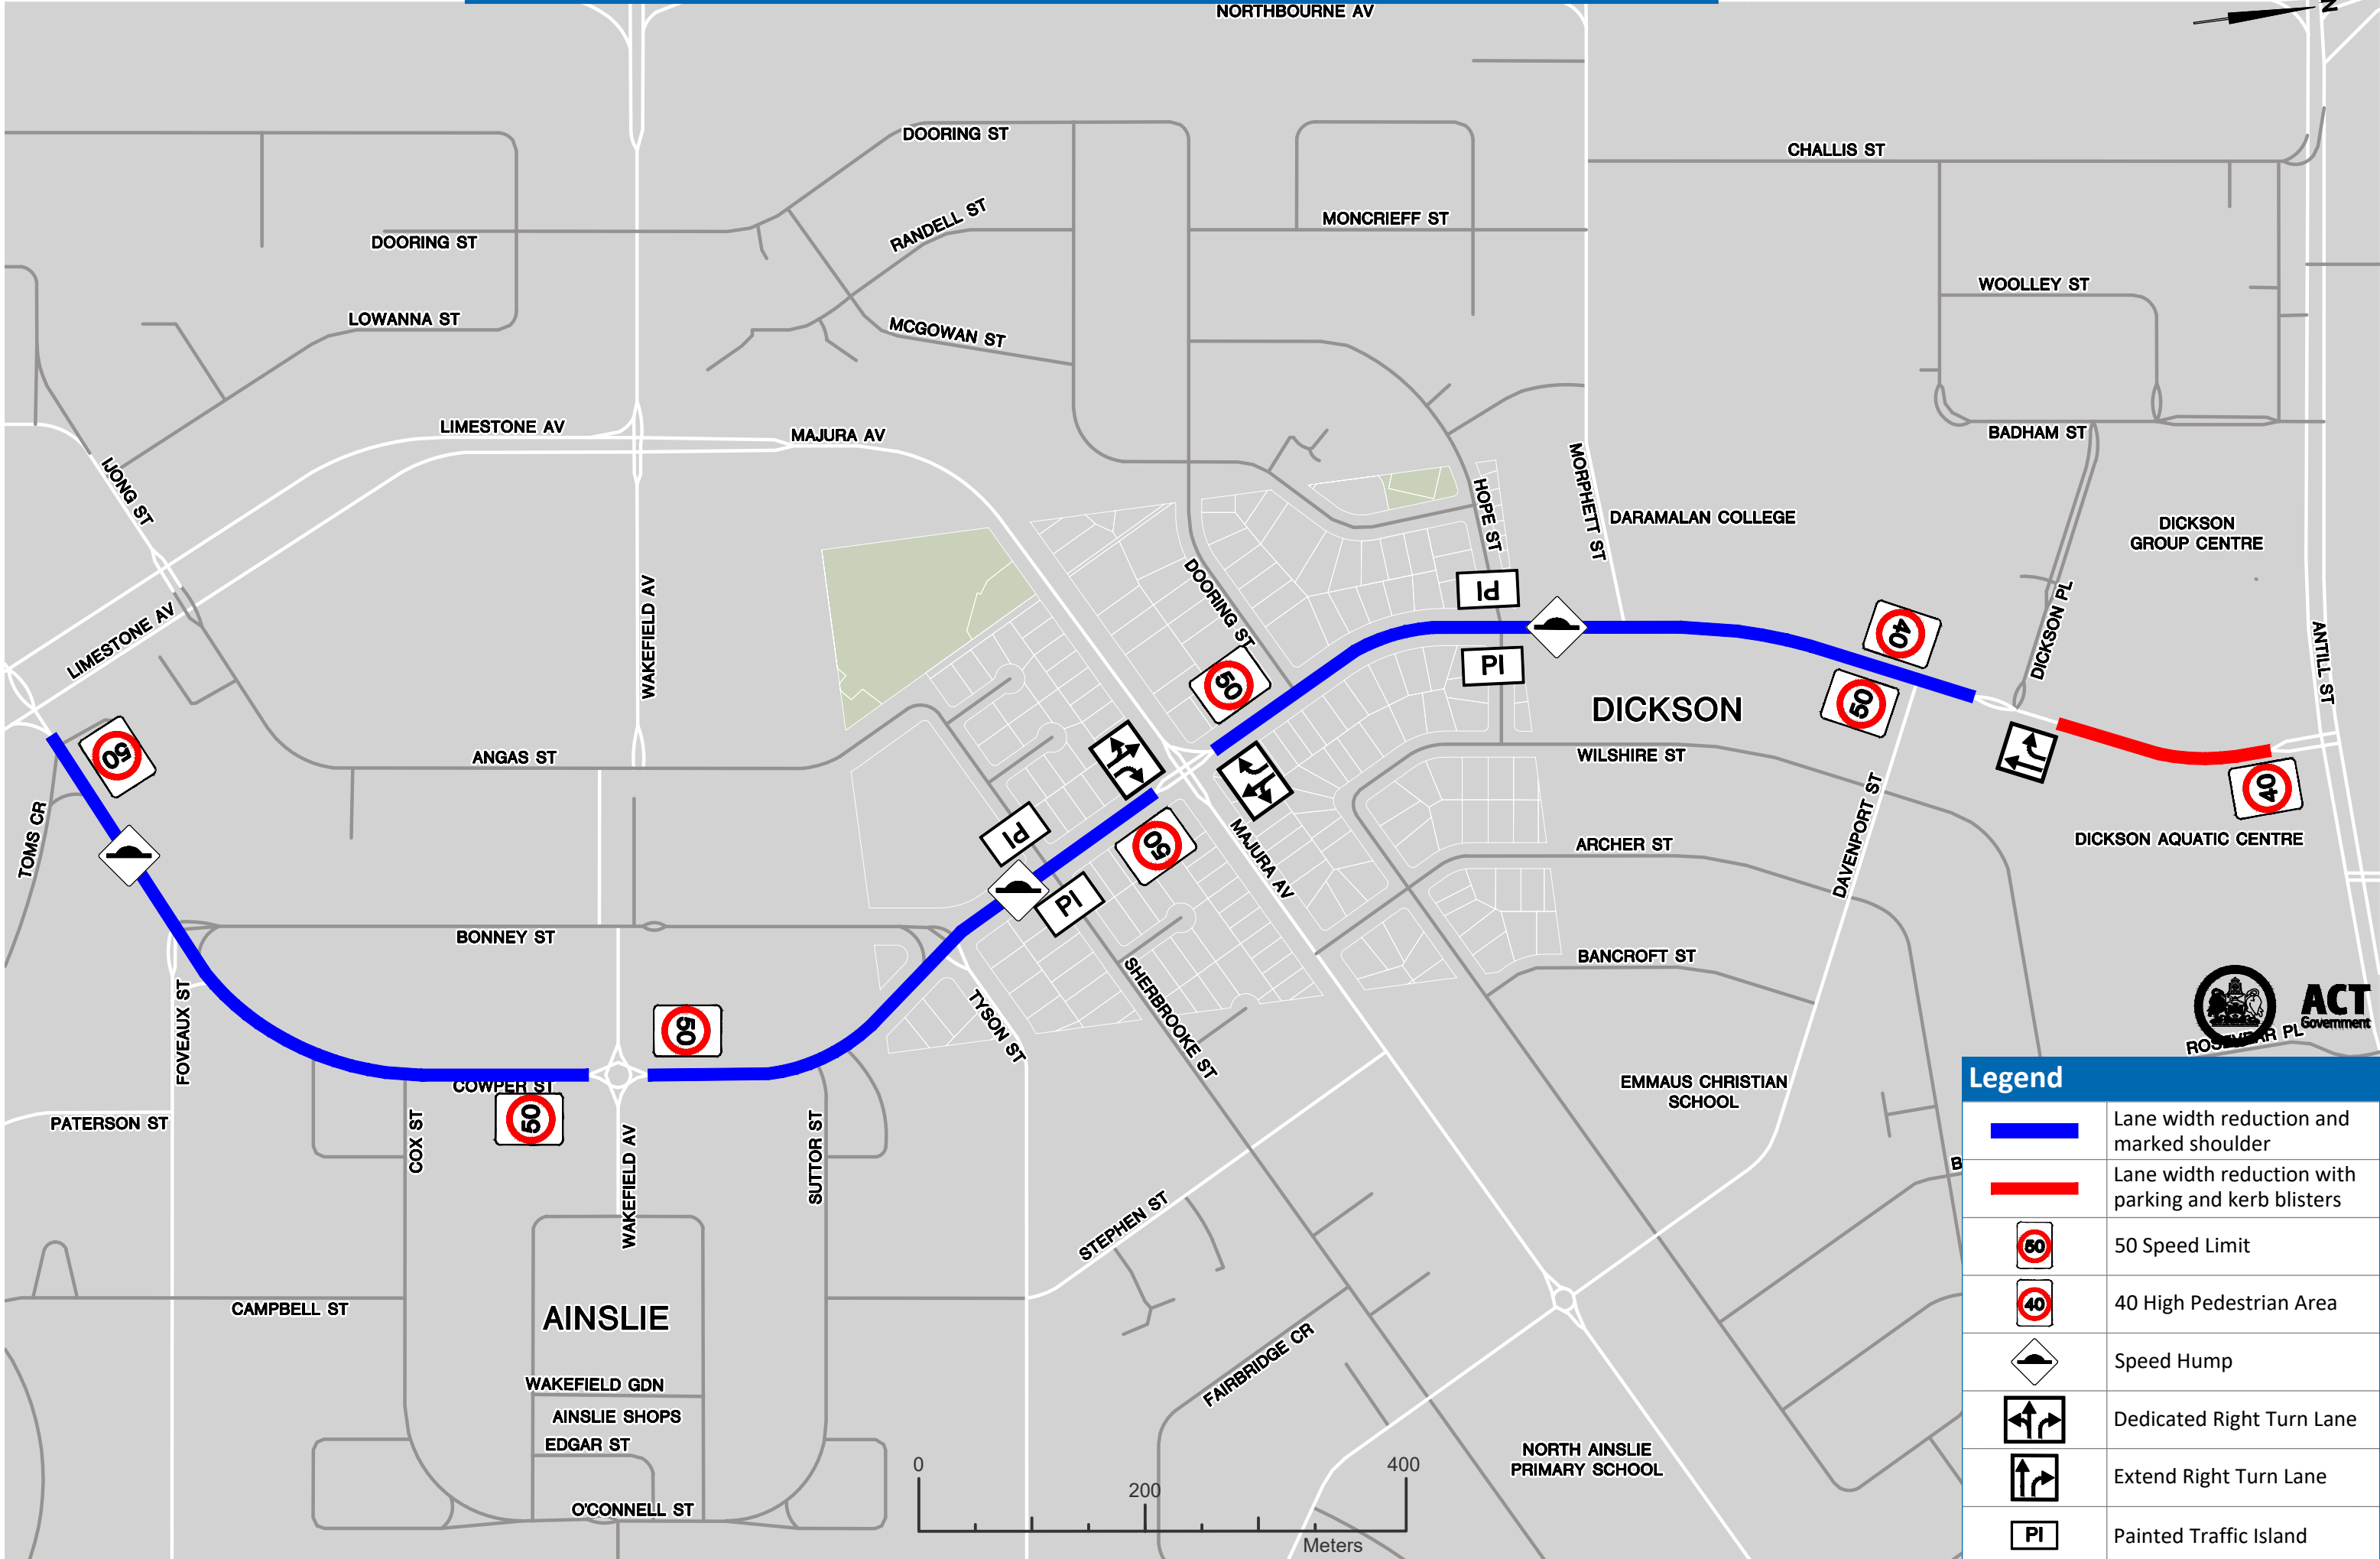 NORTHBOURNE AV
N
DOORING ST
CHALLIS ST
RANDELL ST
MONCRIEFF ST
DOORING ST
WOOLLEY ST
LOWANNA ST
MCGOWAN ST
LIMESTONE AV
MAJURA AV
BADHAM ST
IJONG ST
HOPE ST
MORPHETT ST
DARAMALAN COLLEGE
DICKSON
GROUP CENTRE
LIMESTONE AV
WAKEFIELD AV
DOORING ST
PI
40
DICKSON PL
ANTILL ST
PI
50
50
DICKSON
50
ANGAS ST
WILSHIRE ST
40
TOMS CR
PI
50
MAJURA AV
ARCHER ST
DAVENPORT ST
DICKSON AQUATIC CENTRE
PI
BONNEY ST
BANCROFT ST
FOVEAUX ST
50
TYSON ST
SHERBROOKE ST
ACT
Government
ROSEVEAR PL
COWPER ST
50
PATERSON ST
COX ST
WAKEFIELD AV
SUTTOR ST
EMMAUS CHRISTIAN
SCHOOL
B
STEPHEN ST
CAMPBELL ST
AINSLIE
FAIRBRIDGE CR
WAKEFIELD GDN
AINSLIE SHOPS
EDGAR ST
O'CONNELL ST
NORTH AINSLIE
PRIMARY SCHOOL
0
200
400
Meters
Legend
Lane width reduction and
marked shoulder
Lane width reduction with
parking and kerb blisters
50 50 Speed Limit
40 40 High Pedestrian Area
Speed Hump
Dedicated Right Turn Lane
Extend Right Turn Lane
PI Painted Traffic Island